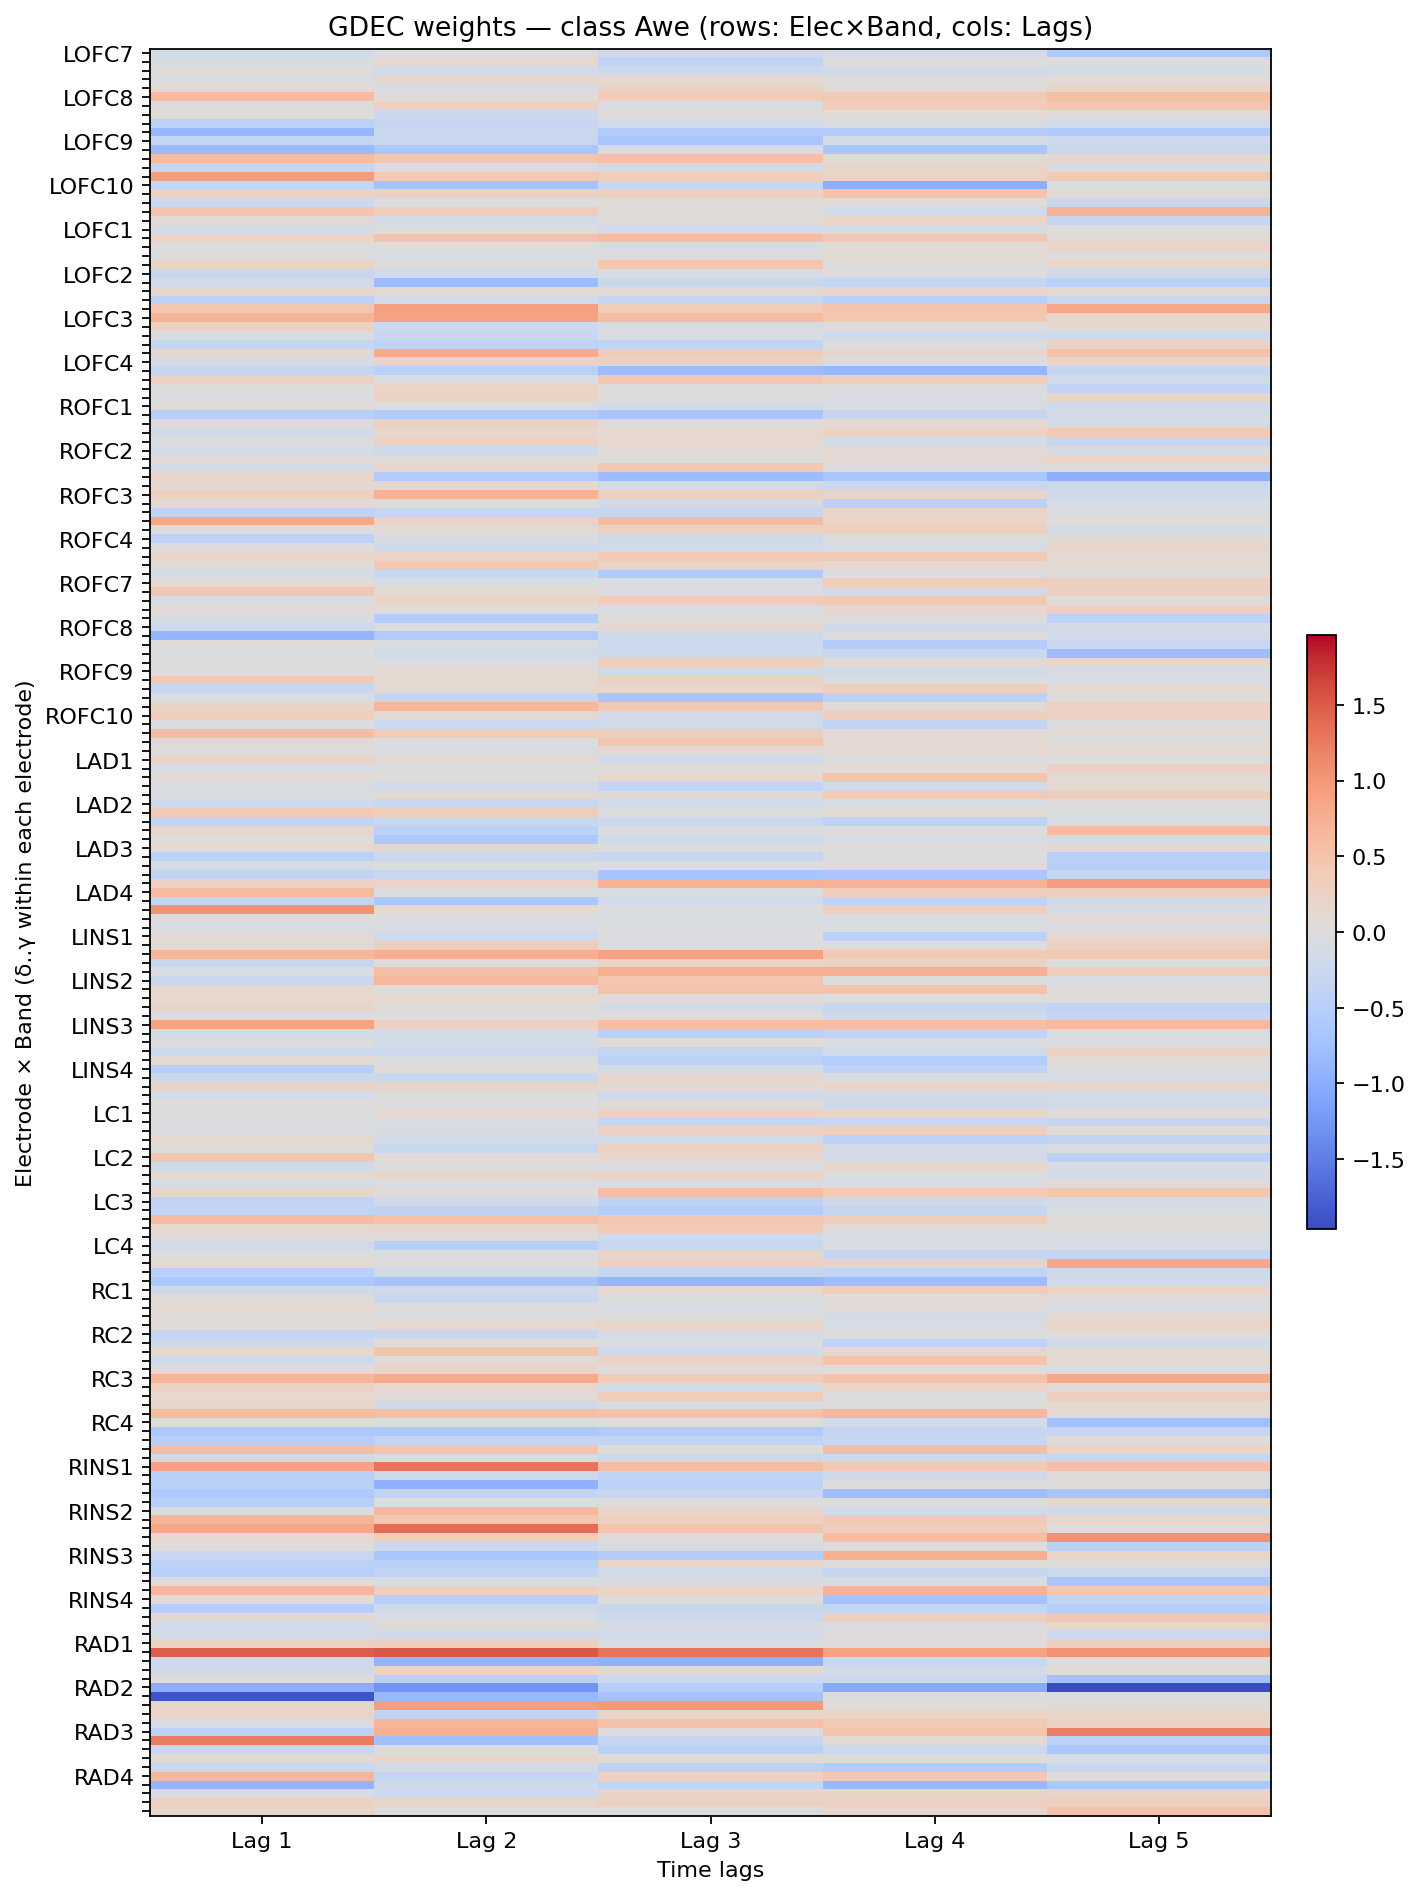 GDEC weights — class Awe (rows: Elec×Band, cols: Lags)
LOFC7
LOFC8
LOFC9
LOFC10
LOFC1
LOFC2
LOFC3
LOFC4
ROFC1
ROFC2
ROFC3
ROFC4
ROFC7
ROFC8
ROFC9
ROFC10
LAD1
LAD2
LAD3
LAD4
LINS1
LINS2
LINS3
LINS4
LC1
LC2
LC3
LC4
RC1
RC2
RC3
RC4
RINS1
RINS2
RINS3
RINS4
RAD1
RAD2
RAD3
RAD4
Electrode × Band (δ..γ within each electrode)
Lag 1 Lag 2 Lag 3 Lag 4 Lag 5
Time lags
1.5
1.0
0.5
0.0
−0.5
−1.0
−1.5